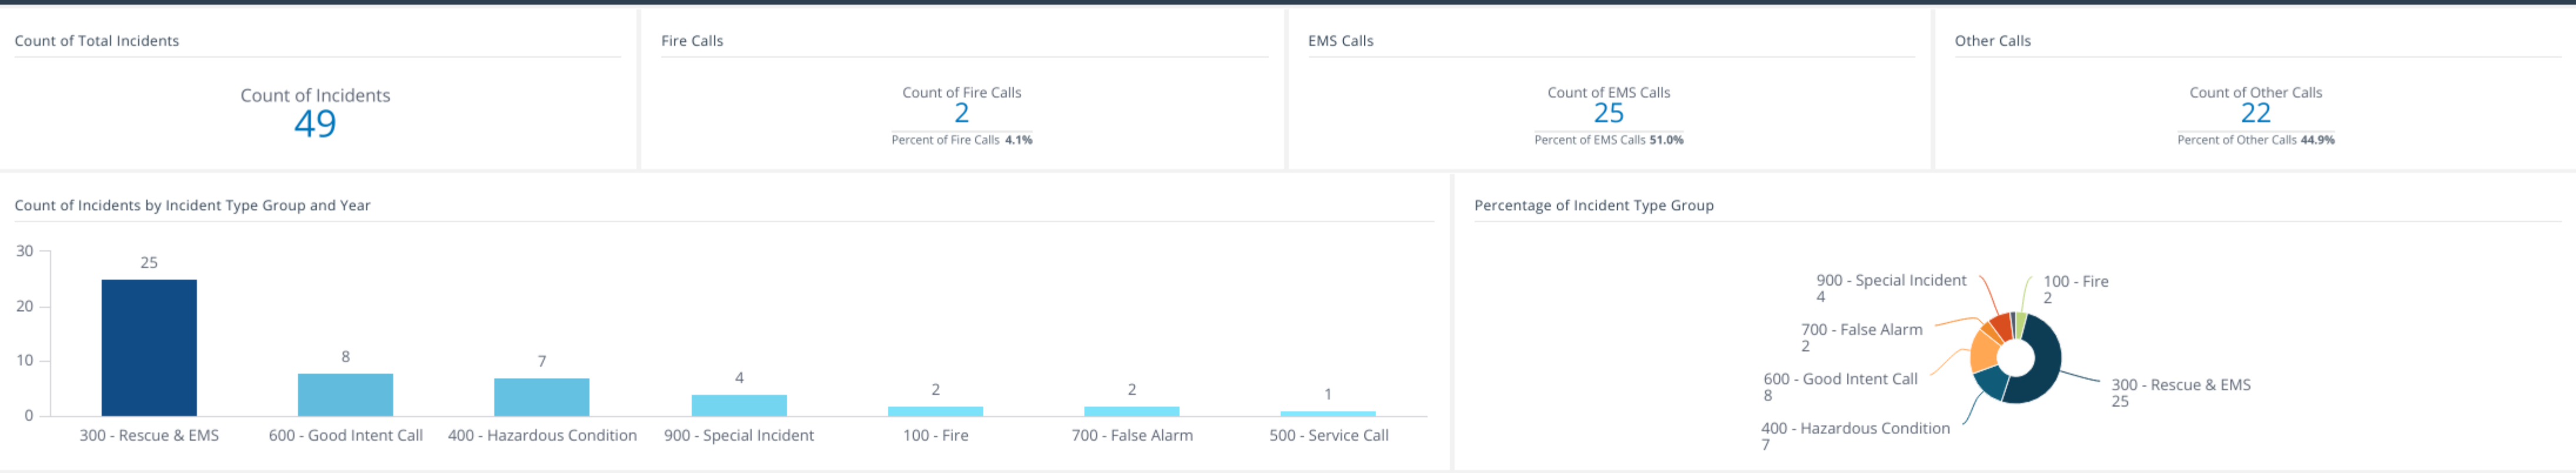 Count of Total Incidents
Count of Incidents
49
Fire Calls
Count of Fire Calls
2
Percent of Fire Calls 4.1%
EMS Calls
Count of EMS Calls
25
Percent of EMS Calls 51.0%
Other Calls
Count of Other Calls
22
Percent of Other Calls 44.9%
Count of Incidents by Incident Type Group and Year
30
20
10
0
25
8
7
4
2
2
1
300 - Rescue & EMS
600 - Good Intent Call
400 - Hazardous Condition
900 - Special Incident
100 - Fire
700 - False Alarm
500 - Service Call
Percentage of Incident Type Group
900 - Special Incident
4
100 - Fire
2
700 - False Alarm
2
600 - Good Intent Call
8
300 - Rescue & EMS
25
400 - Hazardous Condition
7